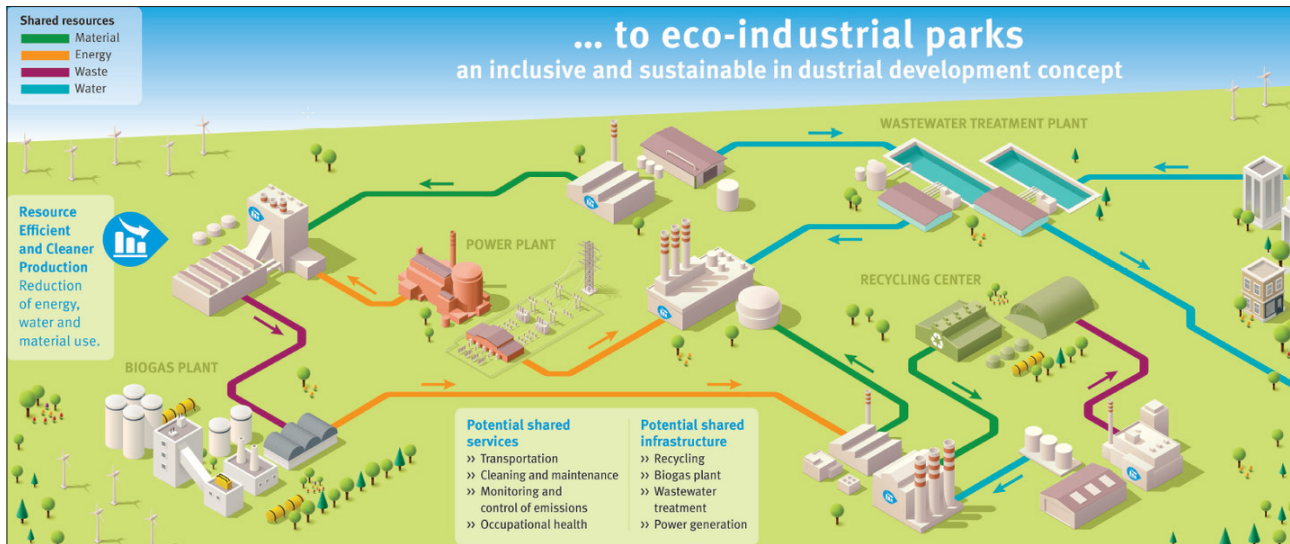 Shared resources
Material
Energy
Waste
Water
... to eco-industrial parks
an inclusive and sustainable in dustrial development concept
WASTEWATER TREATMENT PLANT
Resource
Efficient
and Cleaner
Production
Reduction
of energy,
water and
material use.
POWER PLANT
RECYCLING CENTER
BIOGAS PLANT
Potential shared
services
›› Transportation
›› Cleaning and maintenance
›› Monitoring and
control of emissions
›› Occupational health
Potential shared
infrastructure
›› Recycling
›› Biogas plant
›› Wastewater
treatment
›› Power generation